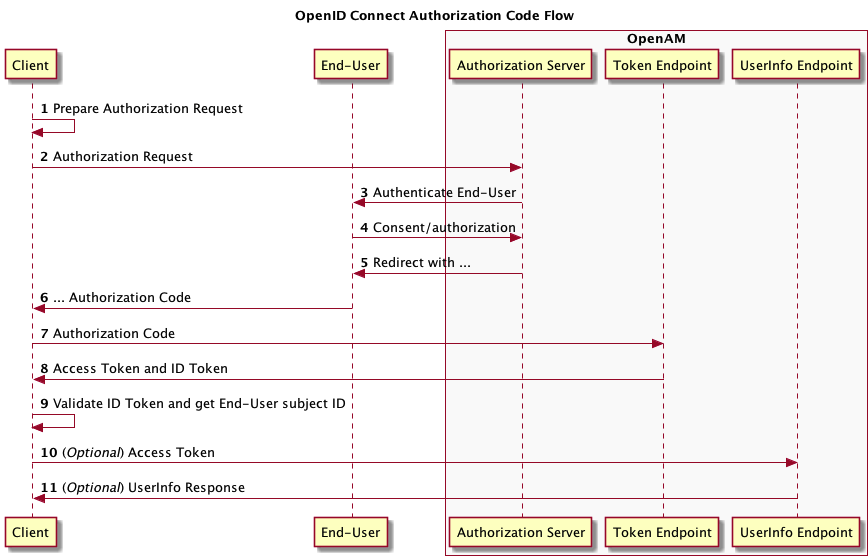 OpenID Connect Authorization Code Flow
OpenAM
Client
End-User
Authorization Server
Token Endpoint
UserInfo Endpoint
1 Prepare Authorization Request
2 Authorization Request
3 Authenticate End-User
4 Consent/authorization
5 Redirect with ...
6 ... Authorization Code
7 Authorization Code
8 Access Token and ID Token
9 Validate ID Token and get End-User subject ID
10 (Optional) Access Token
11 (Optional) UserInfo Response
Client
End-User
Authorization Server
Token Endpoint
UserInfo Endpoint